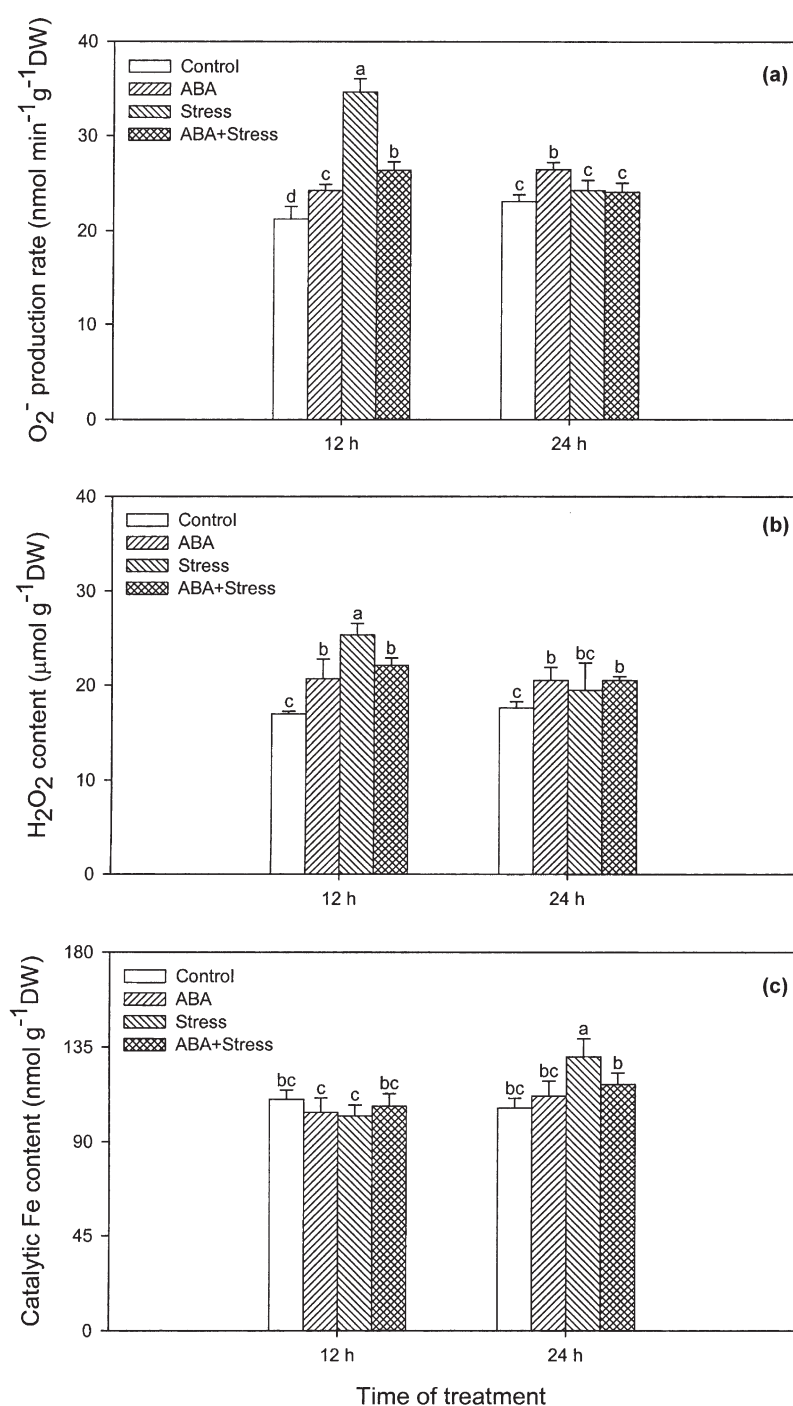 40
30
20
10
0
O₂⁻ production rate (nmol min⁻¹g⁻¹DW)
Control
ABA
Stress
ABA+Stress
(a)
d
c
a
b
c
b
c
c
12 h
24 h
40
30
20
10
0
H₂O₂ content (μmol g⁻¹DW)
Control
ABA
Stress
ABA+Stress
(b)
c
b
a
b
c
b
bc
b
12 h
24 h
180
135
90
45
0
Catalytic Fe content (nmol g⁻¹DW)
Control
ABA
Stress
ABA+Stress
(c)
bc
c
c
bc
bc
bc
a
b
12 h
24 h
Time of treatment